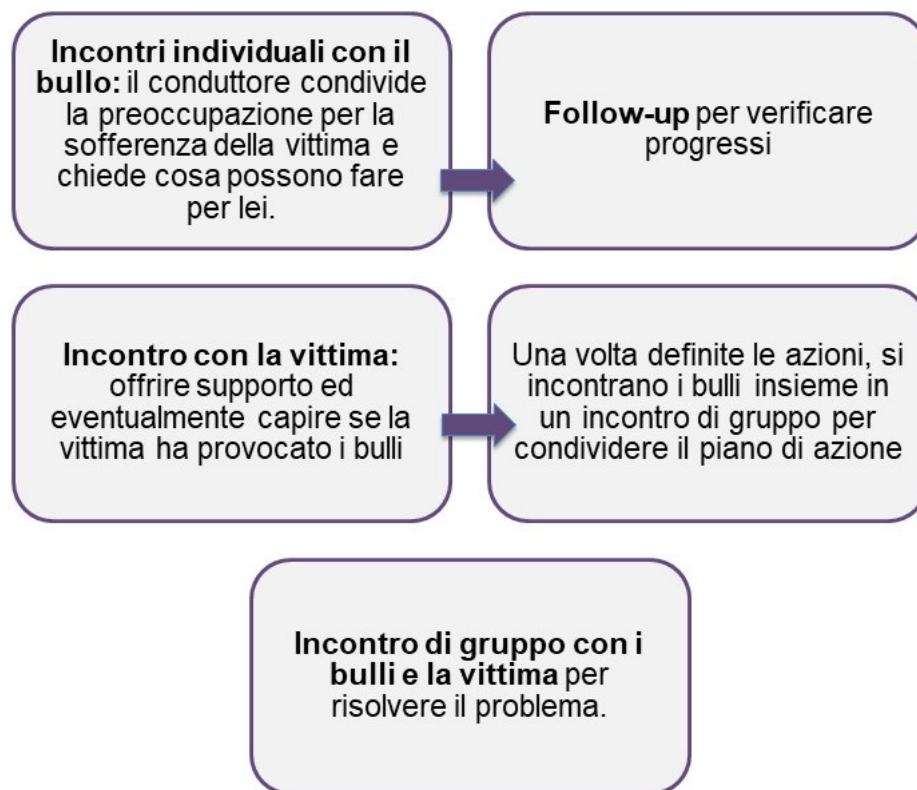 Incontri individuali con il
bullo: il conduttore condivide
la preoccupazione per la
sofferenza della vittima e
chiede cosa possono fare
per lei.
Follow-up per verificare
progressi
Incontro con la vittima:
offrire supporto ed
eventualmente capire se la
vittima ha provocato i bulli
Una volta definite le azioni, si
incontrano i bulli insieme in
un incontro di gruppo per
condividere il piano di azione
Incontro di gruppo con i
bulli e la vittima per
risolvere il problema.